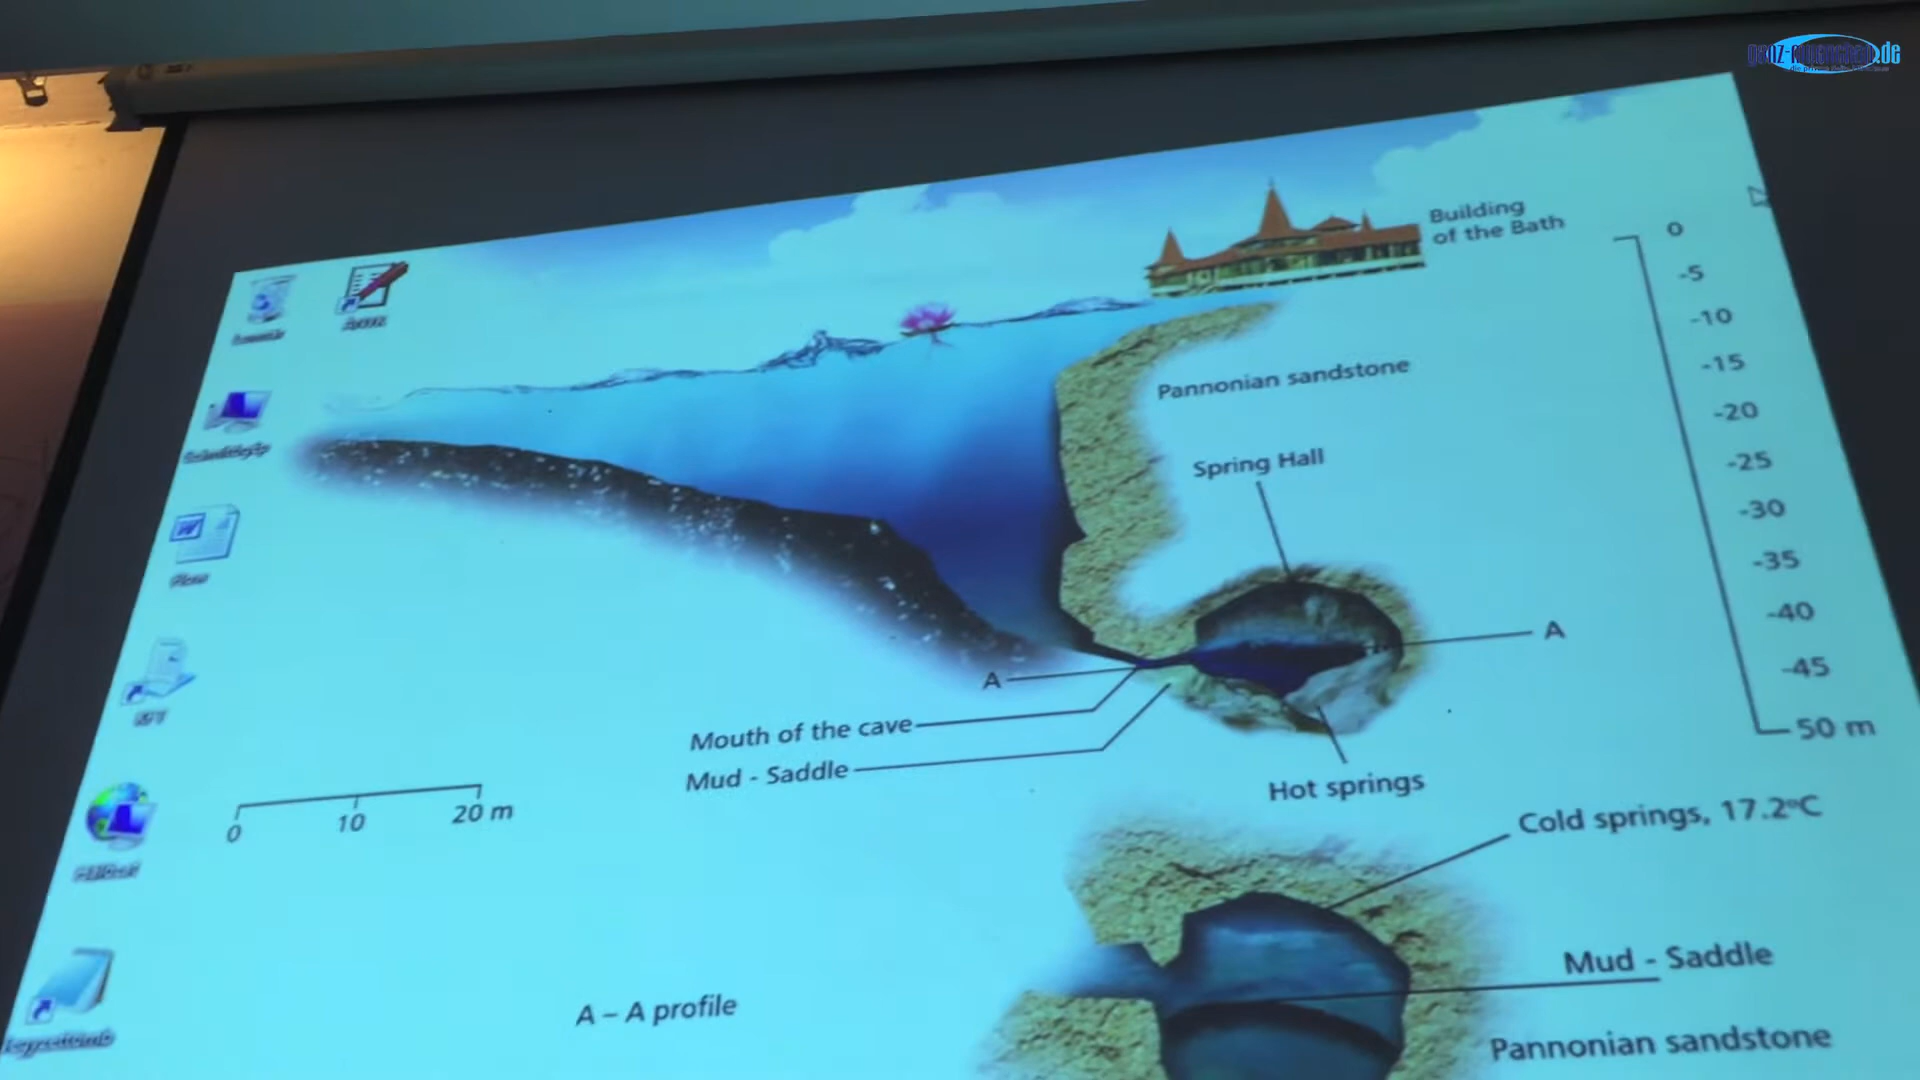 Building
of the Bath
0
-5
-10
-15
-20
-25
-30
-35
-40
-45
50 m
Pannonian sandstone
Spring Hall
A
A
Mouth of the cave
Mud - Saddle
Hot springs
0
10
20 m
Cold springs, 17.2°C
Mud - Saddle
A – A profile
Pannonian sandstone